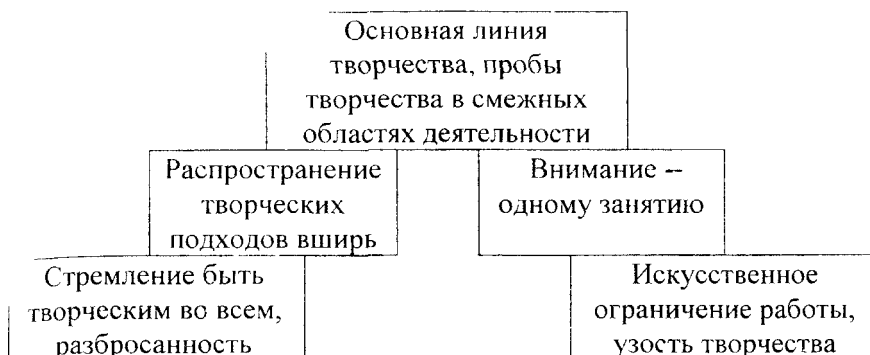 Основная линия
творчества, пробы
творчества в смежных
областях деятельности
Распространение
творческих
подходов вширь
Внимание –
одному занятию
Стремление быть
творческим во всем,
разбросанность
Искусственное
ограничение работы,
узость творчества